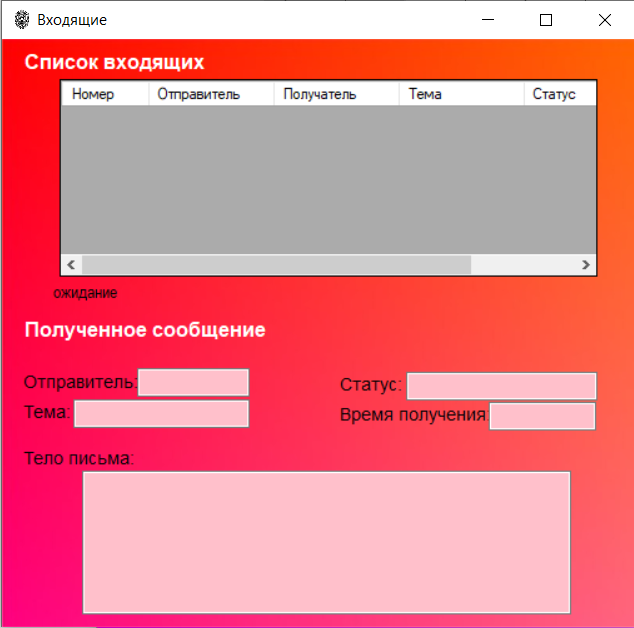 Входящие
Список входящих
Номер Отправитель Получатель Тема Статус
ожидание
Полученное сообщение
Отправитель: Статус:
Тема: Время получения:
Тело письма: